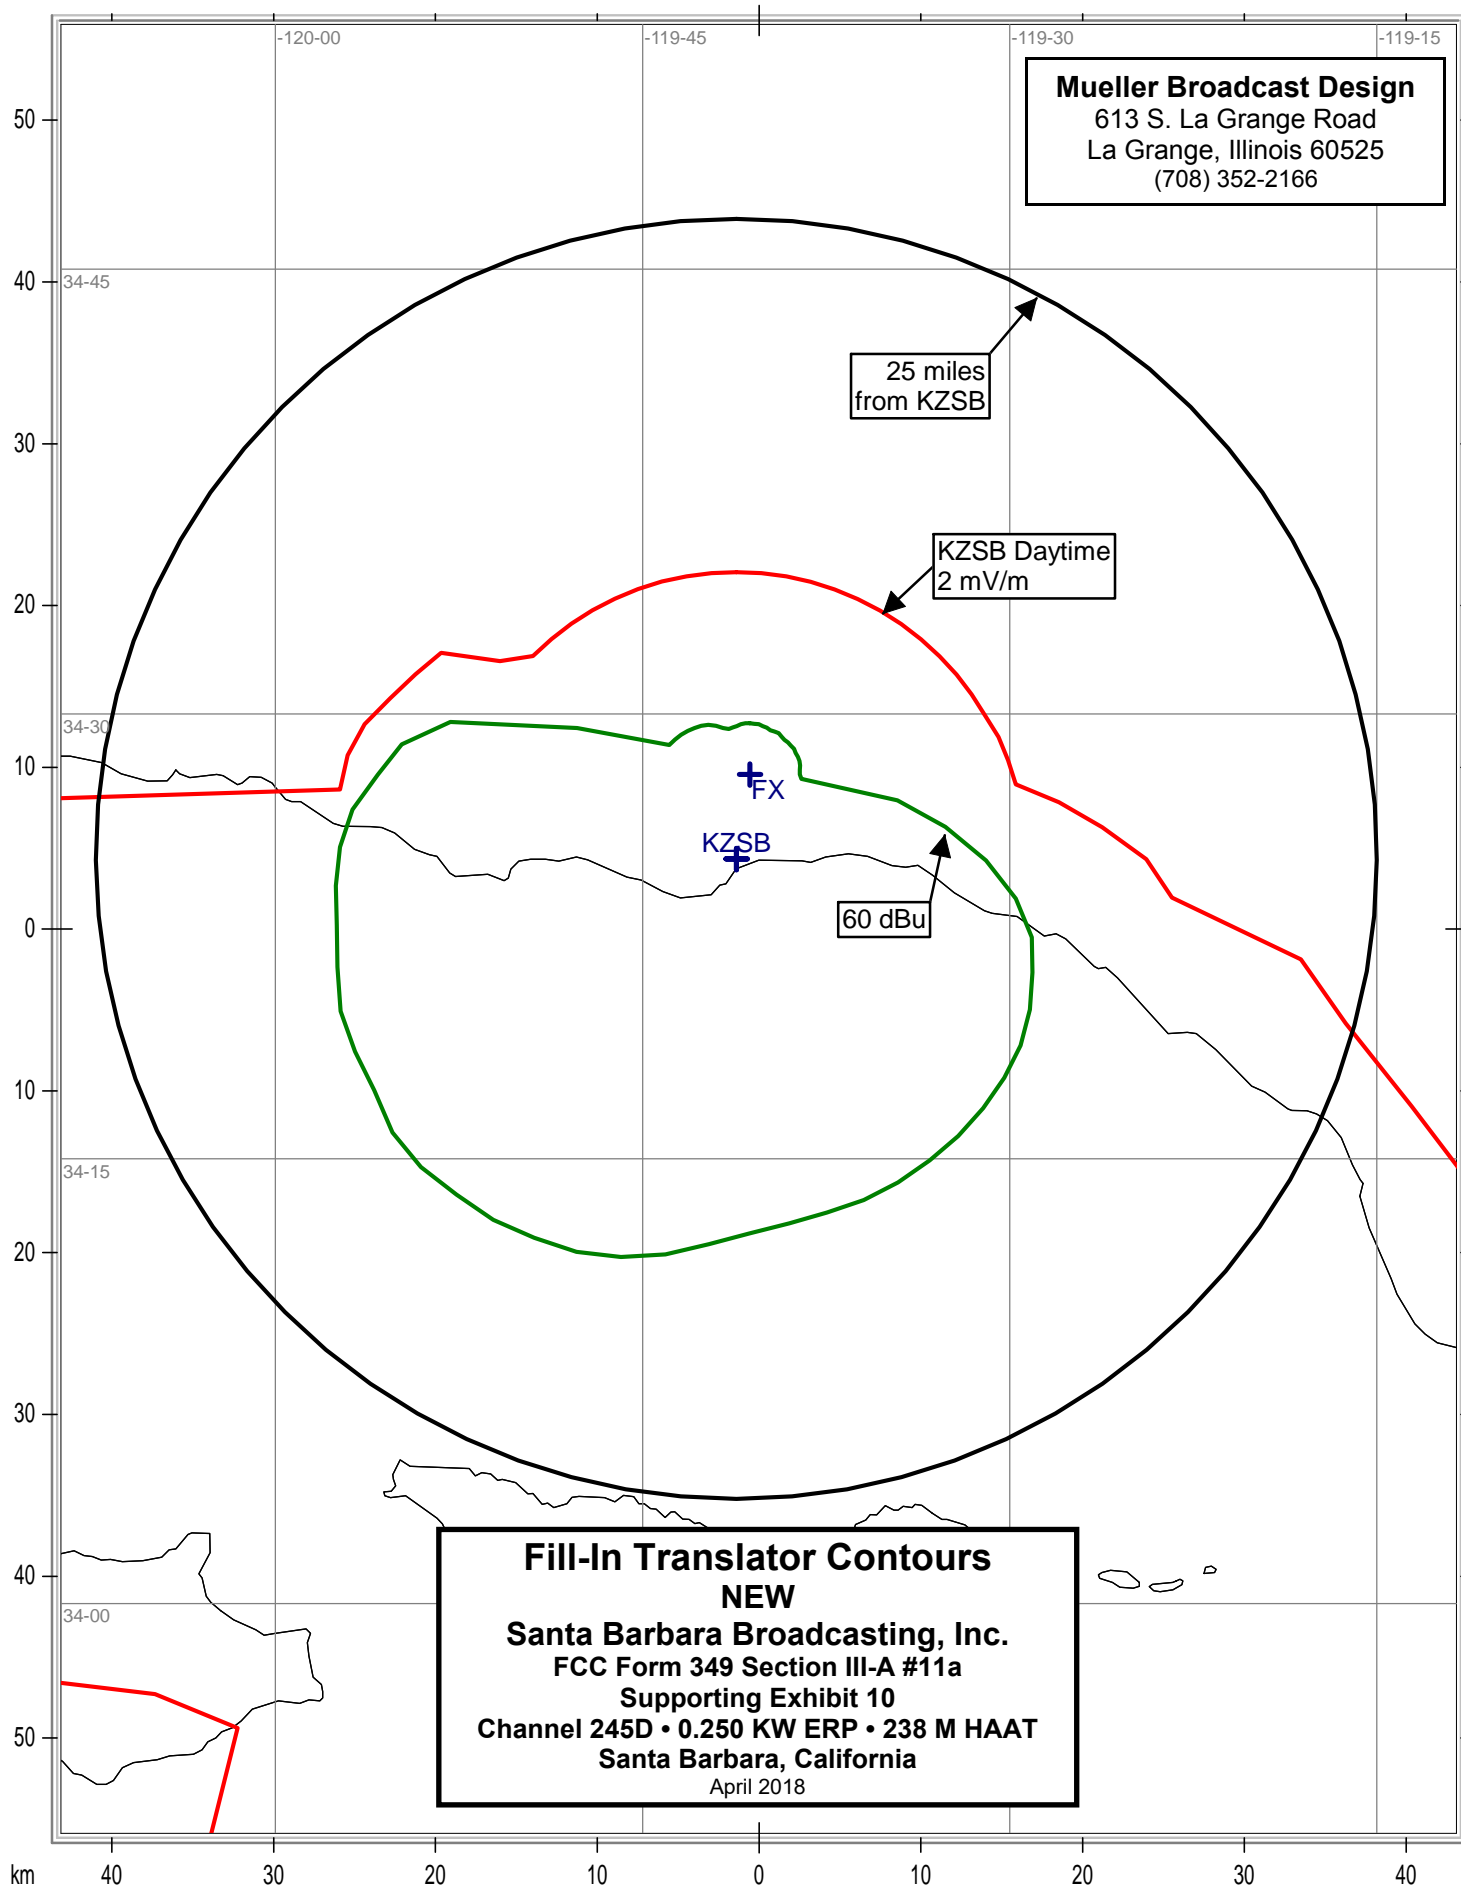 -120-00
-119-45
-119-30
-119-15
Mueller Broadcast Design
613 S. La Grange Road
La Grange, Illinois 60525
(708) 352-2166
50
40
34-45
25 miles
from KZSB
30
KZSB Daytime
2 mV/m
20
34-30
10
FX
KZSB
60 dBu
0
10
34-15
20
30
40
34-00
50
Fill-In Translator Contours
NEW
Santa Barbara Broadcasting, Inc.
FCC Form 349 Section III-A #11a
Supporting Exhibit 10
Channel 245D • 0.250 KW ERP • 238 M HAAT
Santa Barbara, California
April 2018
km 40 30 20 10 0 10 20 30 40